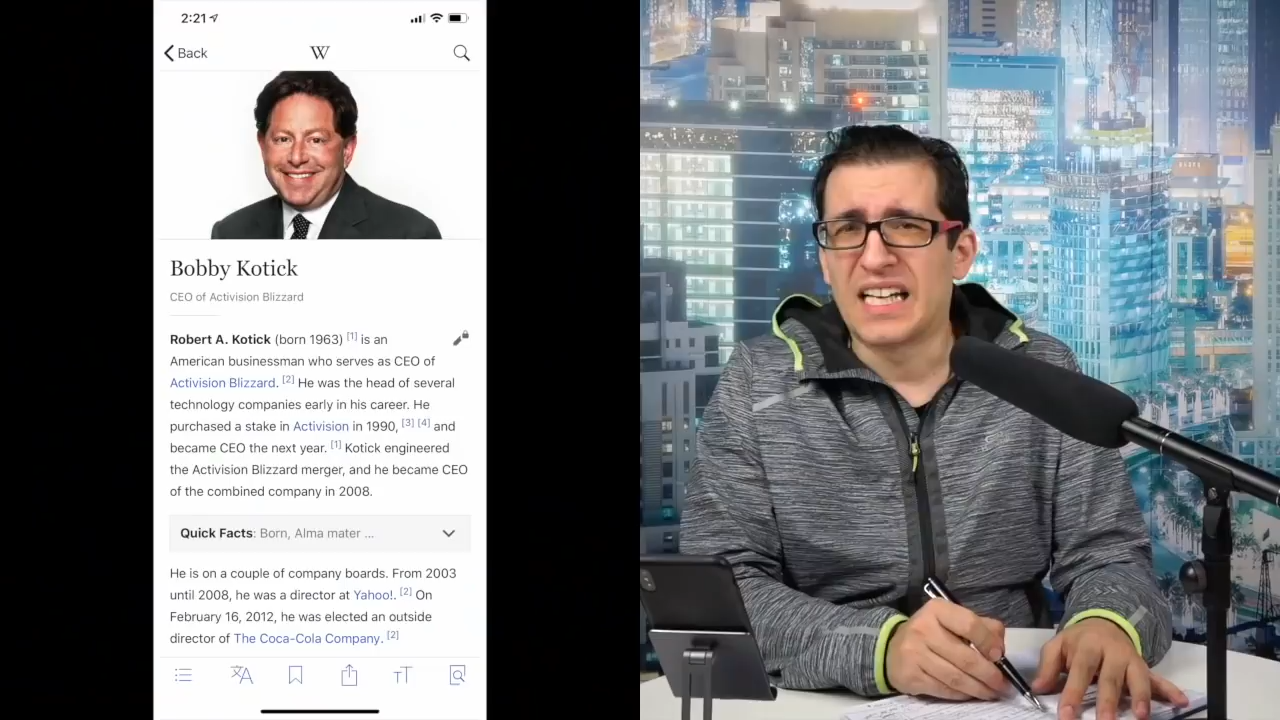 2:21
Back
W
Bobby Kotick
CEO of Activision Blizzard
Robert A. Kotick (born 1963) [1] is an
American businessman who serves as CEO of
Activision Blizzard. [2] He was the head of several
technology companies early in his career. He
purchased a stake in Activision in 1990, [3] [4] and
became CEO the next year. [1] Kotick engineered
the Activision Blizzard merger, and he became CEO
of the combined company in 2008.
Quick Facts: Born, Alma mater ...
He is on a couple of company boards. From 2003
until 2008, he was a director at Yahoo!. [2] On
February 16, 2012, he was elected an outside
director of The Coca-Cola Company. [2]